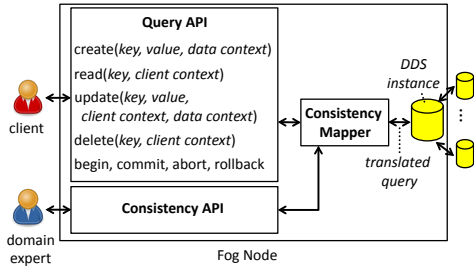 Query API
create(key, value, data context)
read(key, client context)
update(key, value,
client context, data context)
delete(key, client context)
begin, commit, abort, rollback
client
Consistency
Mapper
DDS
instance
...
...
translated
query
Consistency API
domain
expert
Fog Node